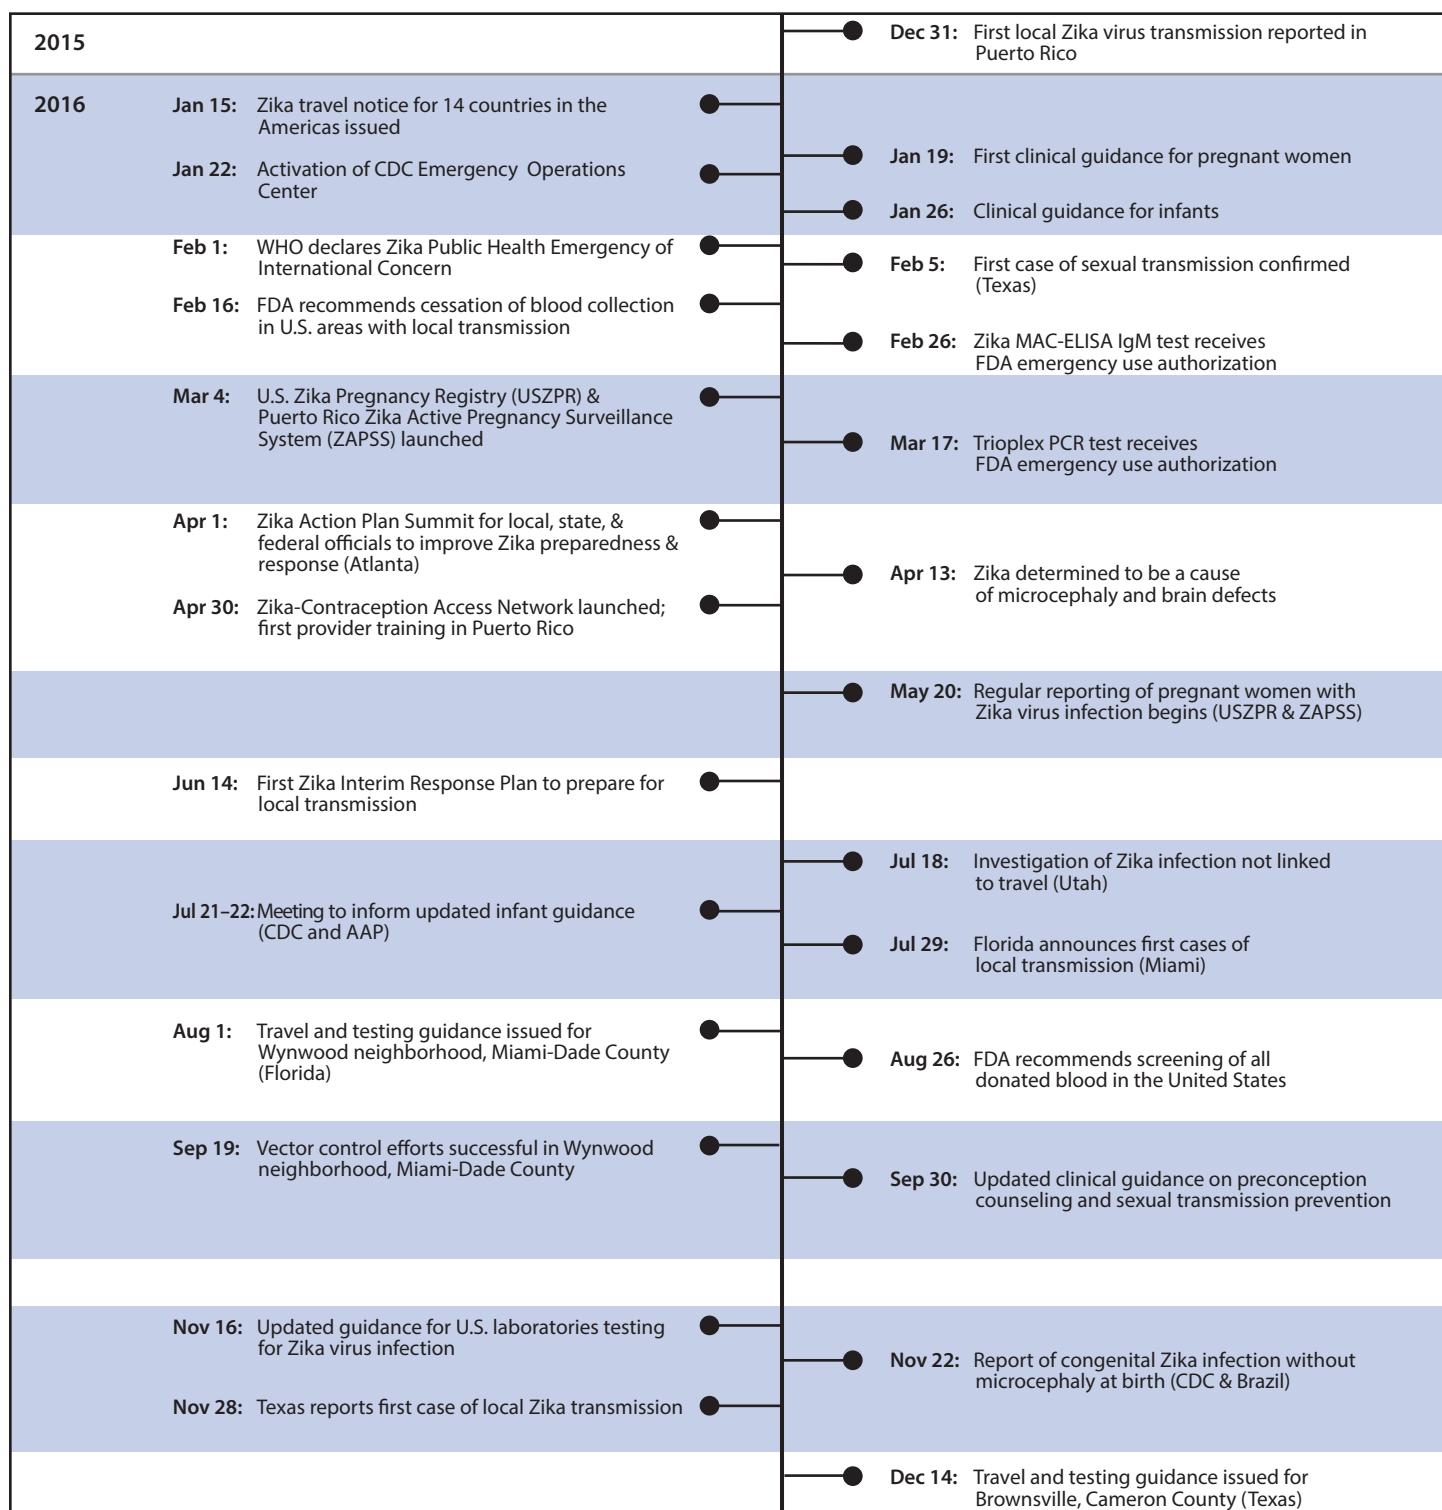 2015
Dec 31: First local Zika virus transmission reported in
Puerto Rico
2016
Jan 15: Zika travel notice for 14 countries in the
Americas issued
Jan 19: First clinical guidance for pregnant women
Jan 22: Activation of CDC Emergency Operations
Center
Jan 26: Clinical guidance for infants
Feb 1: WHO declares Zika Public Health Emergency of
International Concern
Feb 5: First case of sexual transmission confirmed
(Texas)
Feb 16: FDA recommends cessation of blood collection
in U.S. areas with local transmission
Feb 26: Zika MAC-ELISA IgM test receives
FDA emergency use authorization
Mar 4: U.S. Zika Pregnancy Registry (USZPR) &
Puerto Rico Zika Active Pregnancy Surveillance
System (ZAPSS) launched
Mar 17: Trioplex PCR test receives
FDA emergency use authorization
Apr 1: Zika Action Plan Summit for local, state, &
federal officials to improve Zika preparedness &
response (Atlanta)
Apr 13: Zika determined to be a cause
of microcephaly and brain defects
Apr 30: Zika-Contraception Access Network launched;
first provider training in Puerto Rico
May 20: Regular reporting of pregnant women with
Zika virus infection begins (USZPR & ZAPSS)
Jun 14: First Zika Interim Response Plan to prepare for
local transmission
Jul 18: Investigation of Zika infection not linked
to travel (Utah)
Jul 21–22: Meeting to inform updated infant guidance
(CDC and AAP)
Jul 29: Florida announces first cases of
local transmission (Miami)
Aug 1: Travel and testing guidance issued for
Wynwood neighborhood, Miami-Dade County
(Florida)
Aug 26: FDA recommends screening of all
donated blood in the United States
Sep 19: Vector control efforts successful in Wynwood
neighborhood, Miami-Dade County
Sep 30: Updated clinical guidance on preconception
counseling and sexual transmission prevention
Nov 16: Updated guidance for U.S. laboratories testing
for Zika virus infection
Nov 22: Report of congenital Zika infection without
microcephaly at birth (CDC & Brazil)
Nov 28: Texas reports first case of local Zika transmission
Dec 14: Travel and testing guidance issued for
Brownsville, Cameron County (Texas)